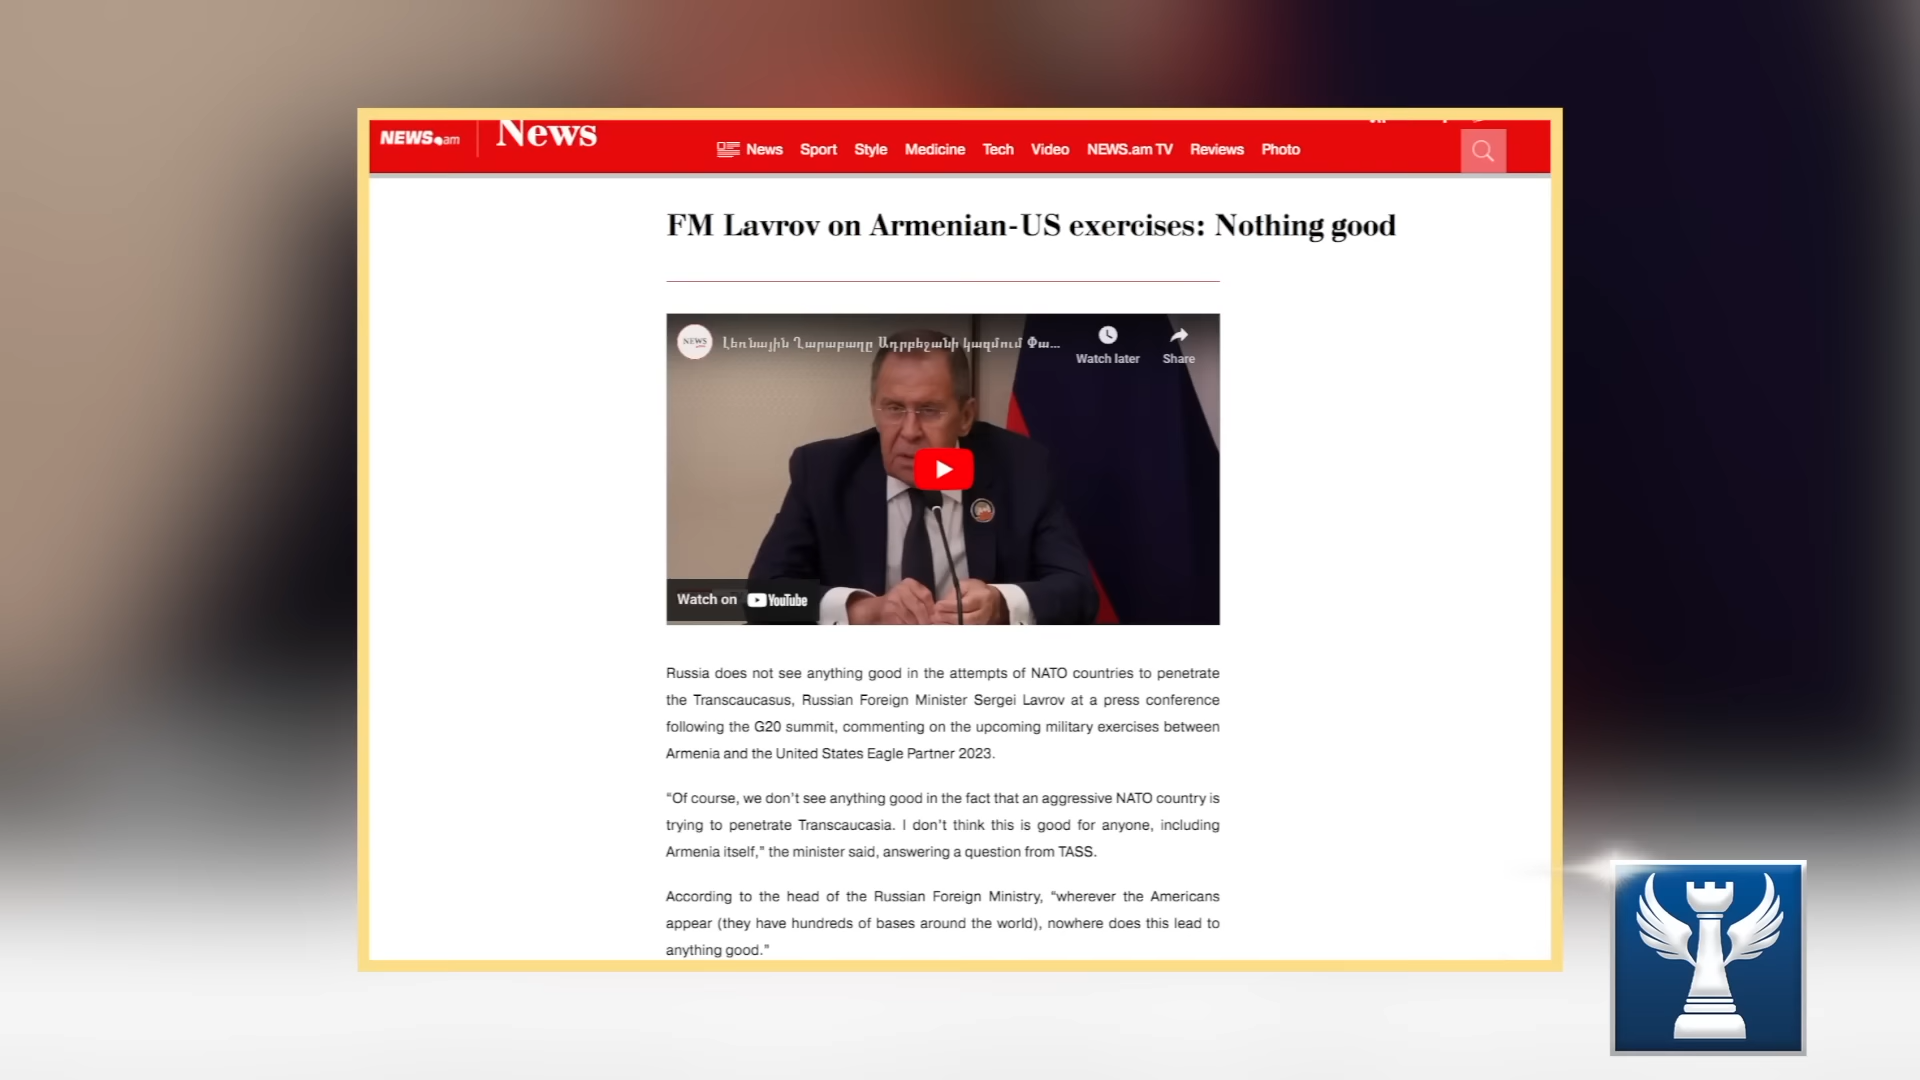 NEWS.am
News
News Sport Style Medicine Tech Video NEWS.am TV Reviews Photo
FM Lavrov on Armenian-US exercises: Nothing good
NEWS
Լեռնային Ղարաբաղը Ադրբեջանի կազմում Փա...
Watch later
Share
Watch on YouTube
Russia does not see anything good in the attempts of NATO countries to penetrate
the Transcaucasus, Russian Foreign Minister Sergei Lavrov at a press conference
following the G20 summit, commenting on the upcoming military exercises between
Armenia and the United States Eagle Partner 2023.
“Of course, we don't see anything good in the fact that an aggressive NATO country is
trying to penetrate Transcaucasia. I don't think this is good for anyone, including
Armenia itself,” the minister said, answering a question from TASS.
According to the head of the Russian Foreign Ministry, “wherever the Americans
appear (they have hundreds of bases around the world), nowhere does this lead to
anything good.”